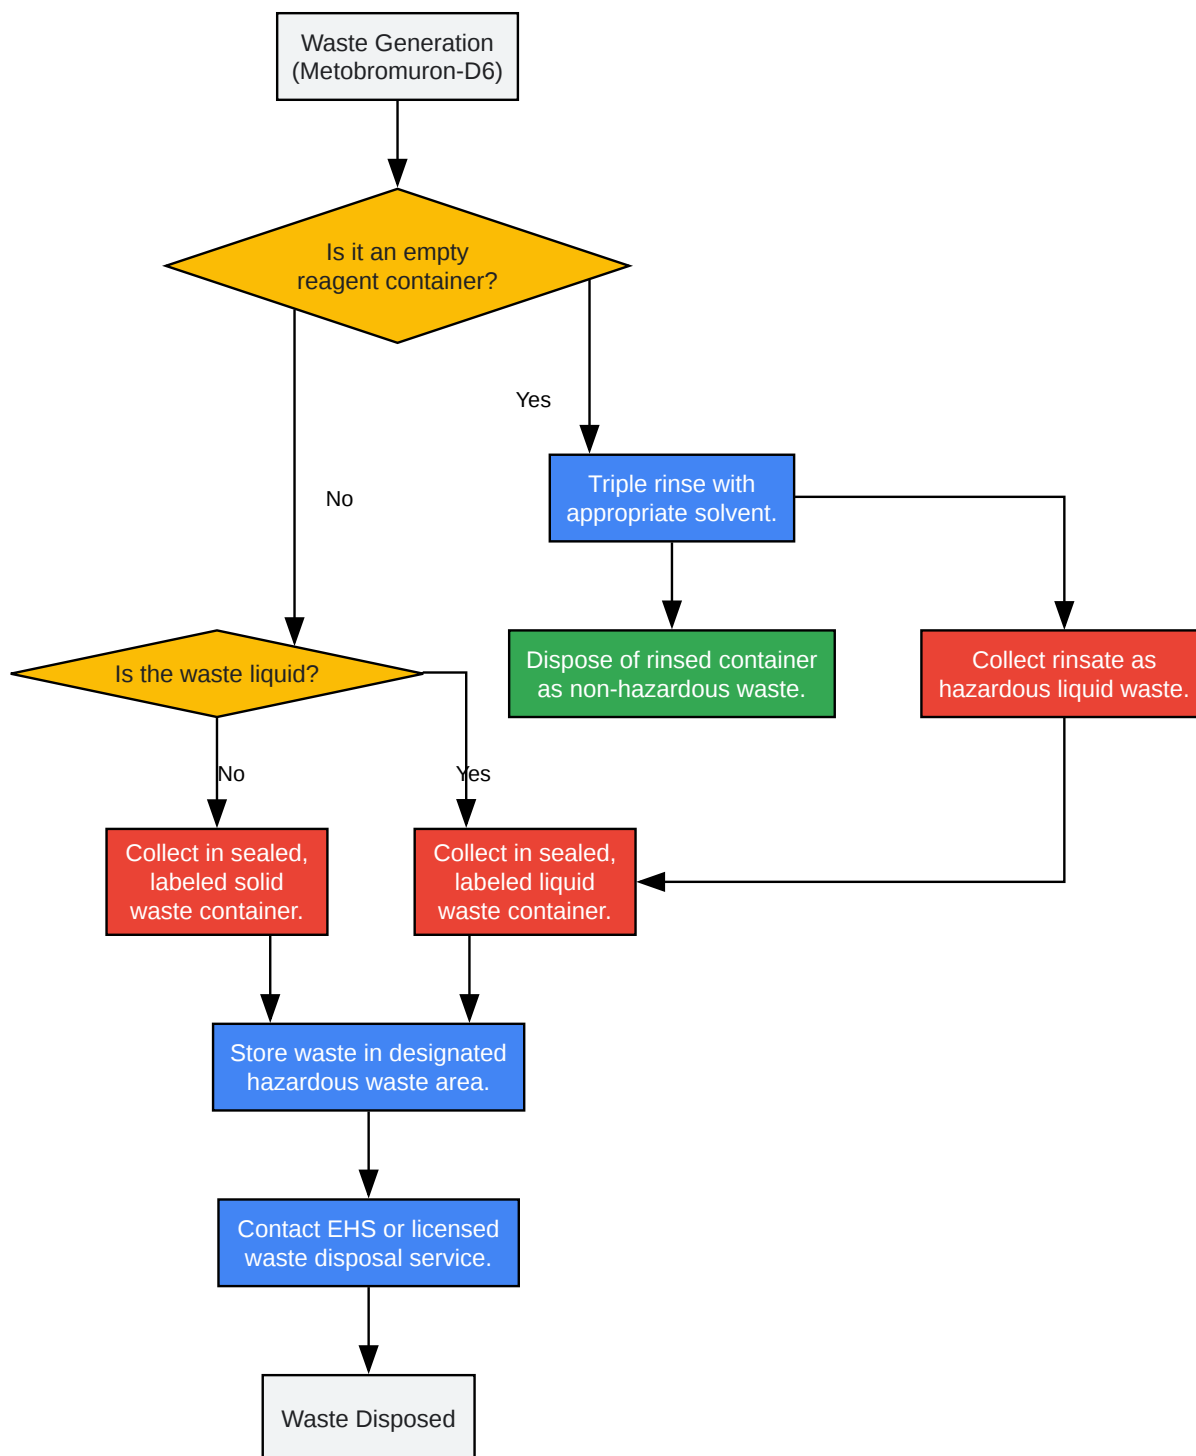 Waste Generation
(Metobromuron-D6)
Is it an empty
reagent container?
Yes
No
Triple rinse with
appropriate solvent.
Dispose of rinsed container
as non-hazardous waste.
Collect rinsate as
hazardous liquid waste.
Is the waste liquid?
No
Yes
Collect in sealed,
labeled solid
waste container.
Collect in sealed,
labeled liquid
waste container.
Store waste in designated
hazardous waste area.
Contact EHS or licensed
waste disposal service.
Waste Disposed